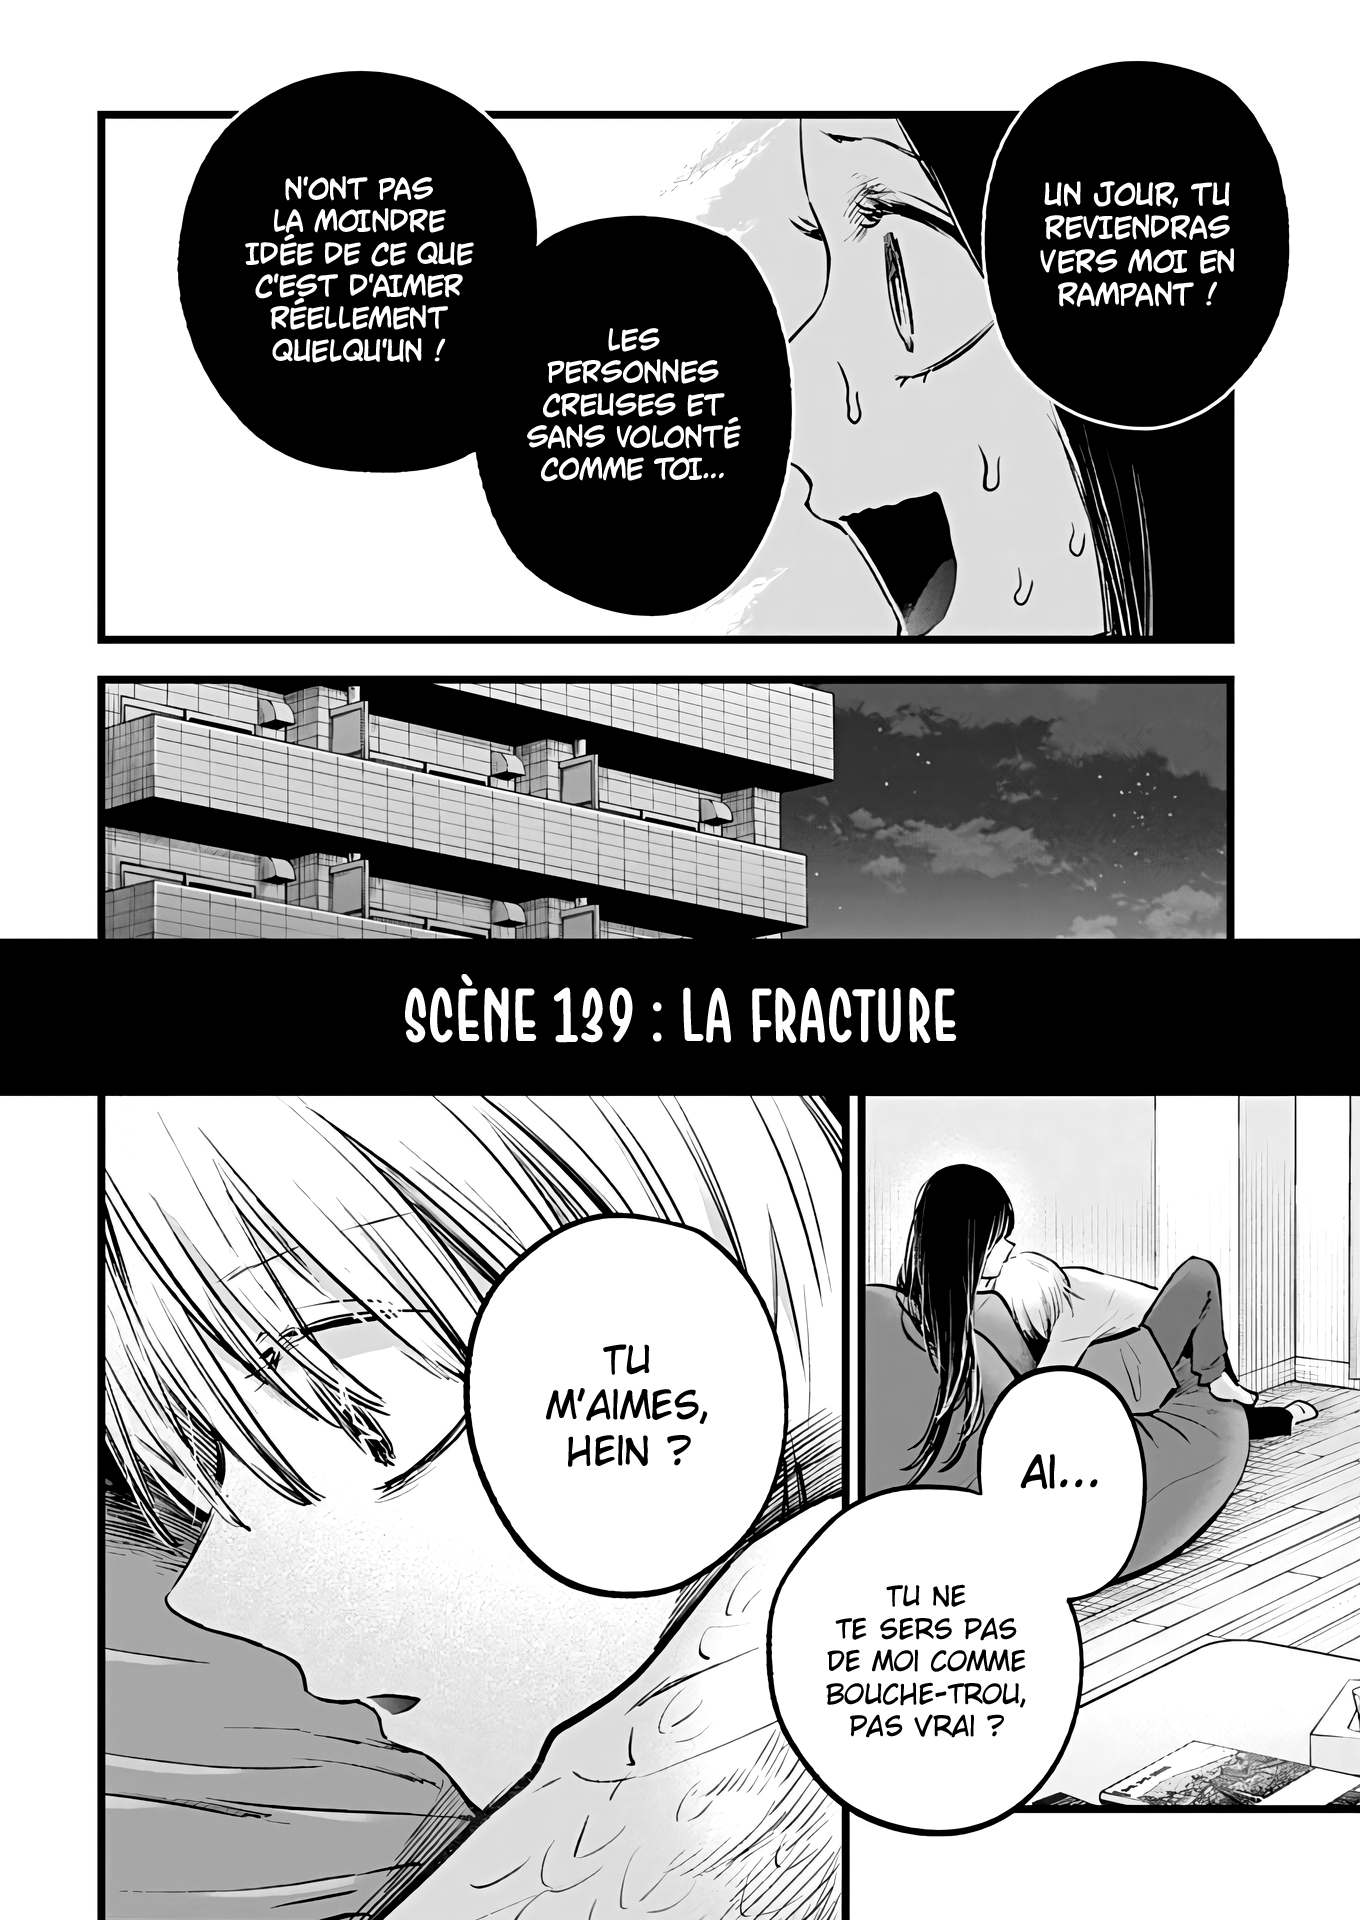 UN JOUR, TU
REVIENDRAS
VERS MOI EN
RAMPANT !
LES
PERSONNES
CREUSES ET
SANS VOLONTÉ
COMME TOI...
N'ONT PAS
LA MOINDRE
IDÉE DE CE QUE
C'EST D'AIMER
RÉELLEMENT
QUELQU'UN !
SCÈNE 139 : LA FRACTURE
AI...
TU NE
TE SERS PAS
DE MOI COMME
BOUCHE-TROU,
PAS VRAI ?
TU
M'AIMES,
HEIN ?